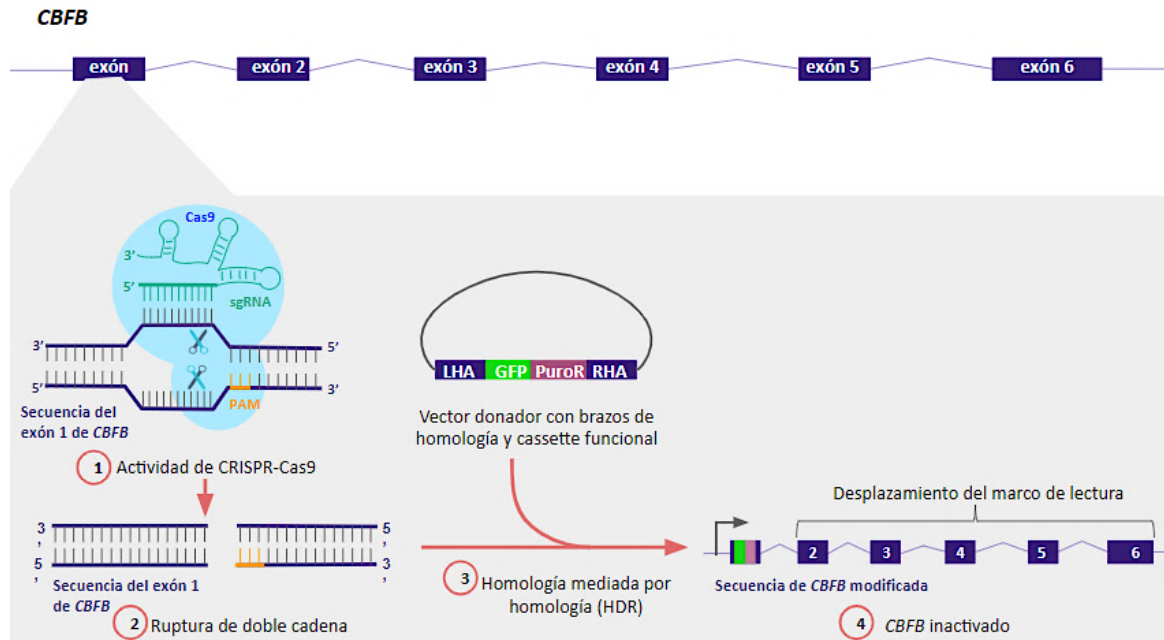 CBFB
exón
exón 2
exón 3
exón 4
exón 5
exón 6
Cas9
3’
5’
sgRNA
3’
5’
5’
3’
PAM
Secuencia del
exón 1 de CBFB
1 Actividad de CRISPR-Cas9
LHA GFP PuroR RHA
Vector donador con brazos de
homología y cassette funcional
3’
5’
5’
3’
Secuencia del exón 1
de CBFB
2 Ruptura de doble cadena
3 Homología mediada por
homología (HDR)
Desplazamiento del marco de lectura
2
3
4
5
6
Secuencia de CBFB modificada
4 CBFB inactivado